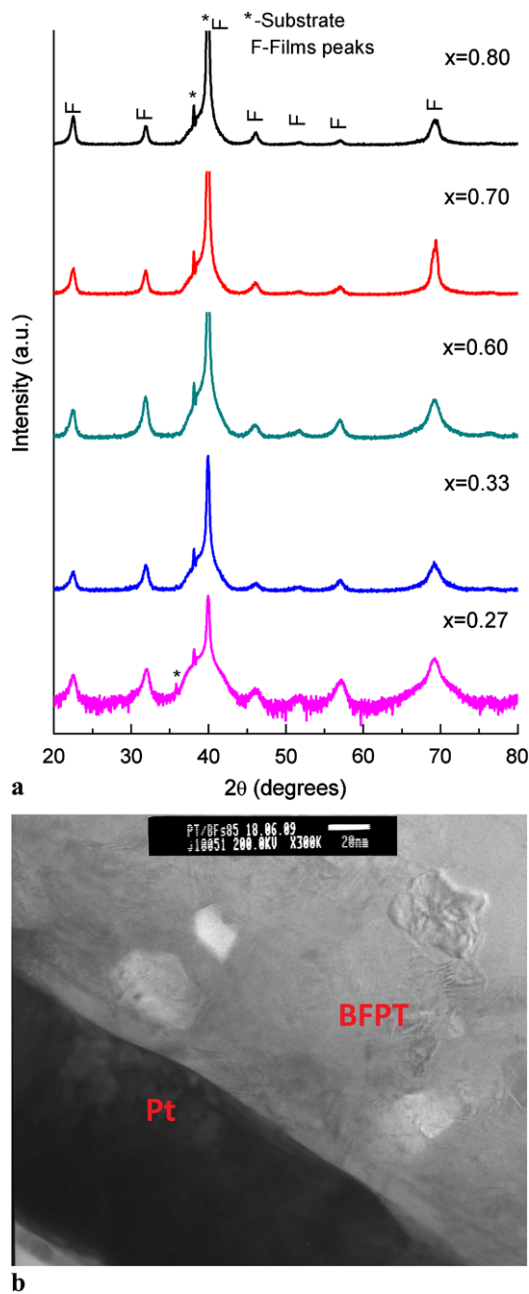 *
F
*-Substrate
F-Films peaks
x=0.80
F
F
*
F
F
F
F
x=0.70
x=0.60
x=0.33
x=0.27
*
Intensity (a.u.)
20 30 40 50 60 70 80
2θ (degrees)
a
PT/BFs85 18.06.09
J10051 200.0KV X300K 20nm
BFPT
Pt
b